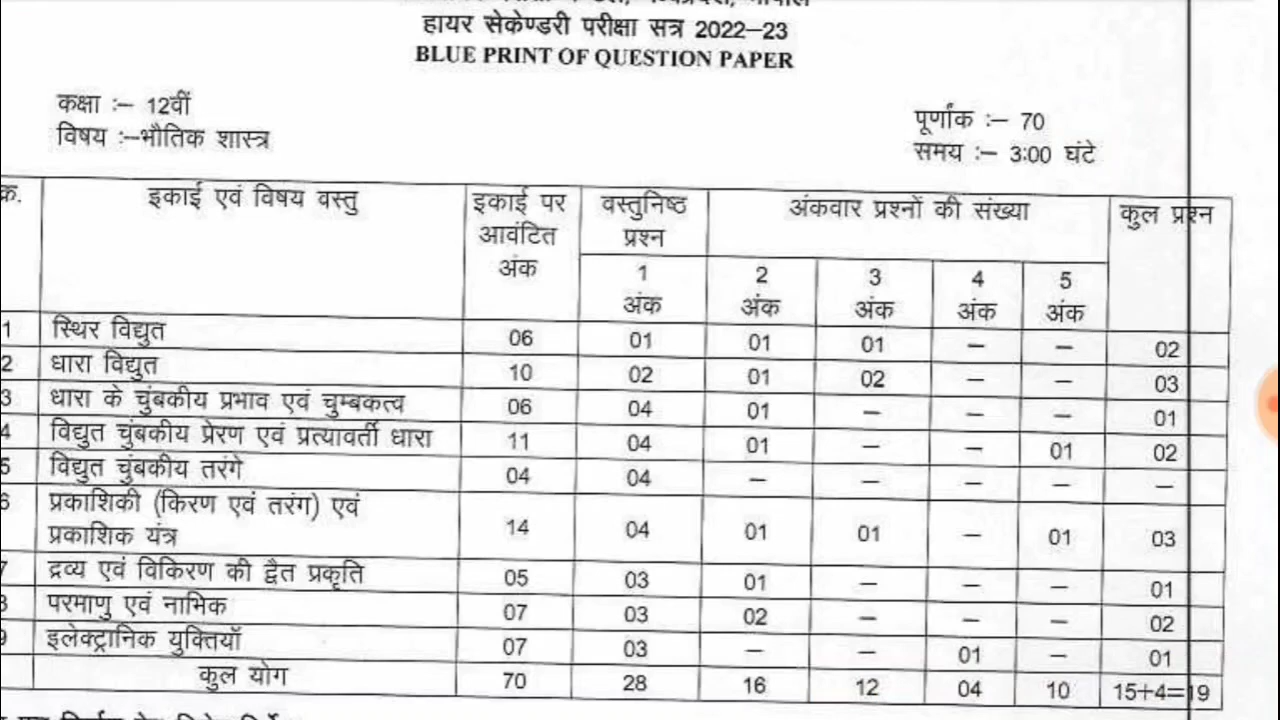 हायर सेकेण्डरी परीक्षा सत्र 2022–23
BLUE PRINT OF QUESTION PAPER
कक्षा :– 12वीं
पूर्णांक :– 70
विषय :–भौतिक शास्त्र
समय :– 3:00 घंटे
क्र. इकाई एवं विषय वस्तु इकाई पर आवंटित अंक वस्तुनिष्ठ प्रश्न अंकवार प्रश्नों की संख्या कुल प्रश्न
1 अंक 2 अंक 3 अंक 4 अंक 5 अंक
1 स्थिर विद्युत 06 01 01 01 – – 02
2 धारा विद्युत 10 02 01 02 – – 03
3 धारा के चुंबकीय प्रभाव एवं चुम्बकत्व 06 04 01 – – – 01
4 विद्युत चुंबकीय प्रेरण एवं प्रत्यावर्ती धारा 11 04 01 – – 01 02
5 विद्युत चुंबकीय तरंगे 04 04 – – – – –
6 प्रकाशिकी (किरण एवं तरंग) एवं
प्रकाशिक यंत्र 14 04 01 01 – 01 03
7 द्रव्य एवं विकिरण की द्वैत प्रकृति 05 03 01 – – – 01
8 परमाणु एवं नाभिक 07 03 02 – – – 02
9 इलेक्ट्रानिक युक्तियॉ 07 03 – – 01 – 01
कुल योग 70 28 16 12 04 10 15+4=19